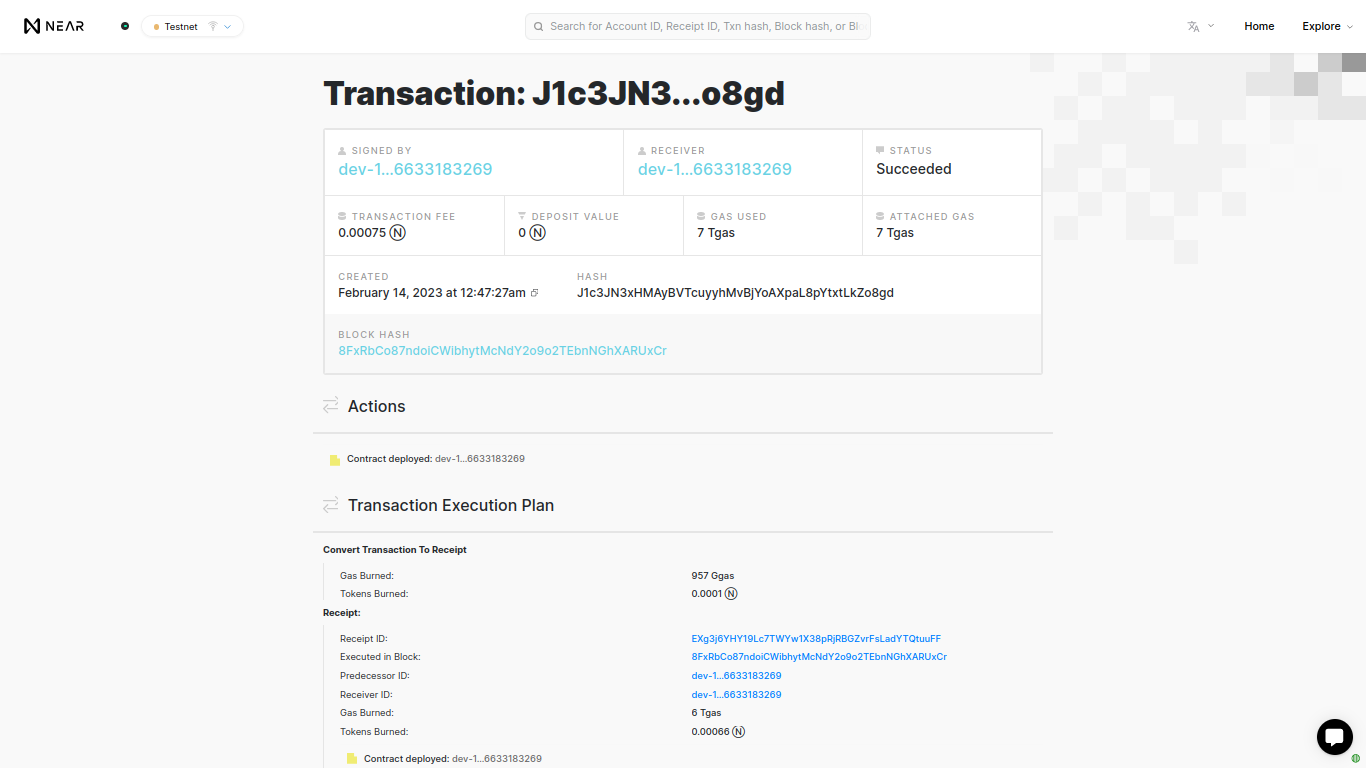 NEAR
Testnet
Search for Account ID, Receipt ID, Txn hash, Block hash, or Blo
Home
Explore
Transaction: J1c3JN3...o8gd
SIGNED BY
dev-1...6633183269
RECEIVER
dev-1...6633183269
STATUS
Succeeded
TRANSACTION FEE
0.00075 Ⓝ
DEPOSIT VALUE
0 Ⓝ
GAS USED
7 Tgas
ATTACHED GAS
7 Tgas
CREATED
February 14, 2023 at 12:47:27am
HASH
J1c3JN3xHMAyBVTcuyyhMvBjYoAXpaL8pYtxtLkZo8gd
BLOCK HASH
8FxRbCo87ndoiCWibhytMcNdY2o9o2TEbnNGhXARUxCr
Actions
Contract deployed: dev-1...6633183269
Transaction Execution Plan
Convert Transaction To Receipt
Gas Burned: 957 Ggas
Tokens Burned: 0.0001 Ⓝ
Receipt:
Receipt ID: EXg3j6YHY19Lc7TWYw1X38pRjRBGZvrFsLadYTQtuuFF
Executed in Block: 8FxRbCo87ndoiCWibhytMcNdY2o9o2TEbnNGhXARUxCr
Predecessor ID: dev-1...6633183269
Receiver ID: dev-1...6633183269
Gas Burned: 6 Tgas
Tokens Burned: 0.00066 Ⓝ
Contract deployed: dev-1...6633183269